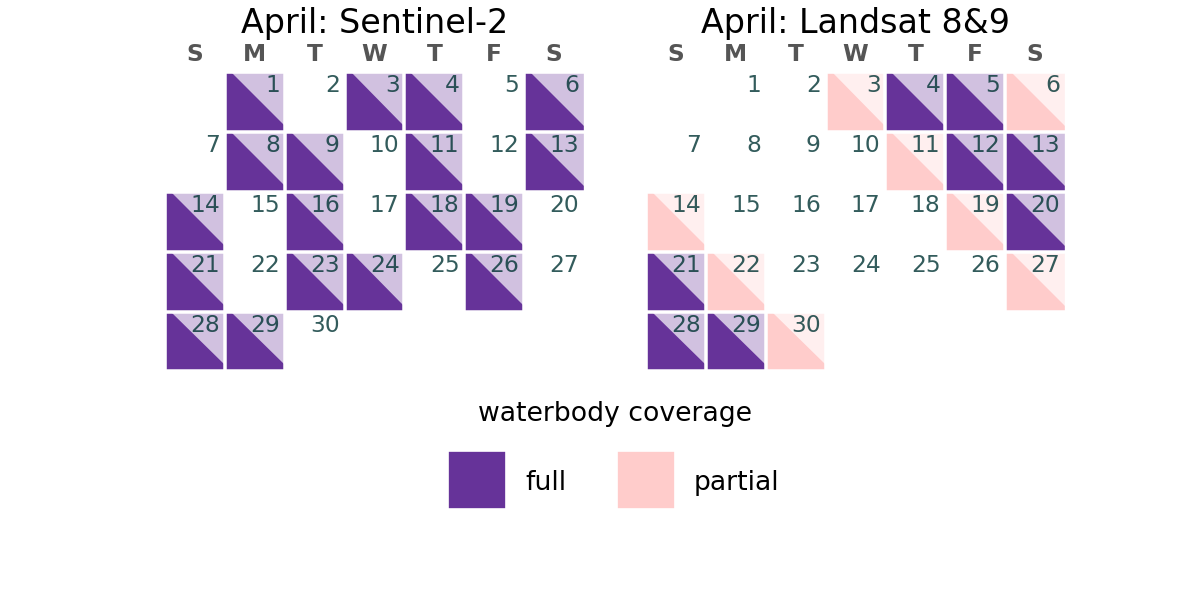 April: Sentinel-2
S M T W T F S
1 2 3 4 5 6
7 8 9 10 11 12 13
14 15 16 17 18 19 20
21 22 23 24 25 26 27
28 29 30
April: Landsat 8&9
S M T W T F S
1 2 3 4 5 6
7 8 9 10 11 12 13
14 15 16 17 18 19 20
21 22 23 24 25 26 27
28 29 30
waterbody coverage
full partial